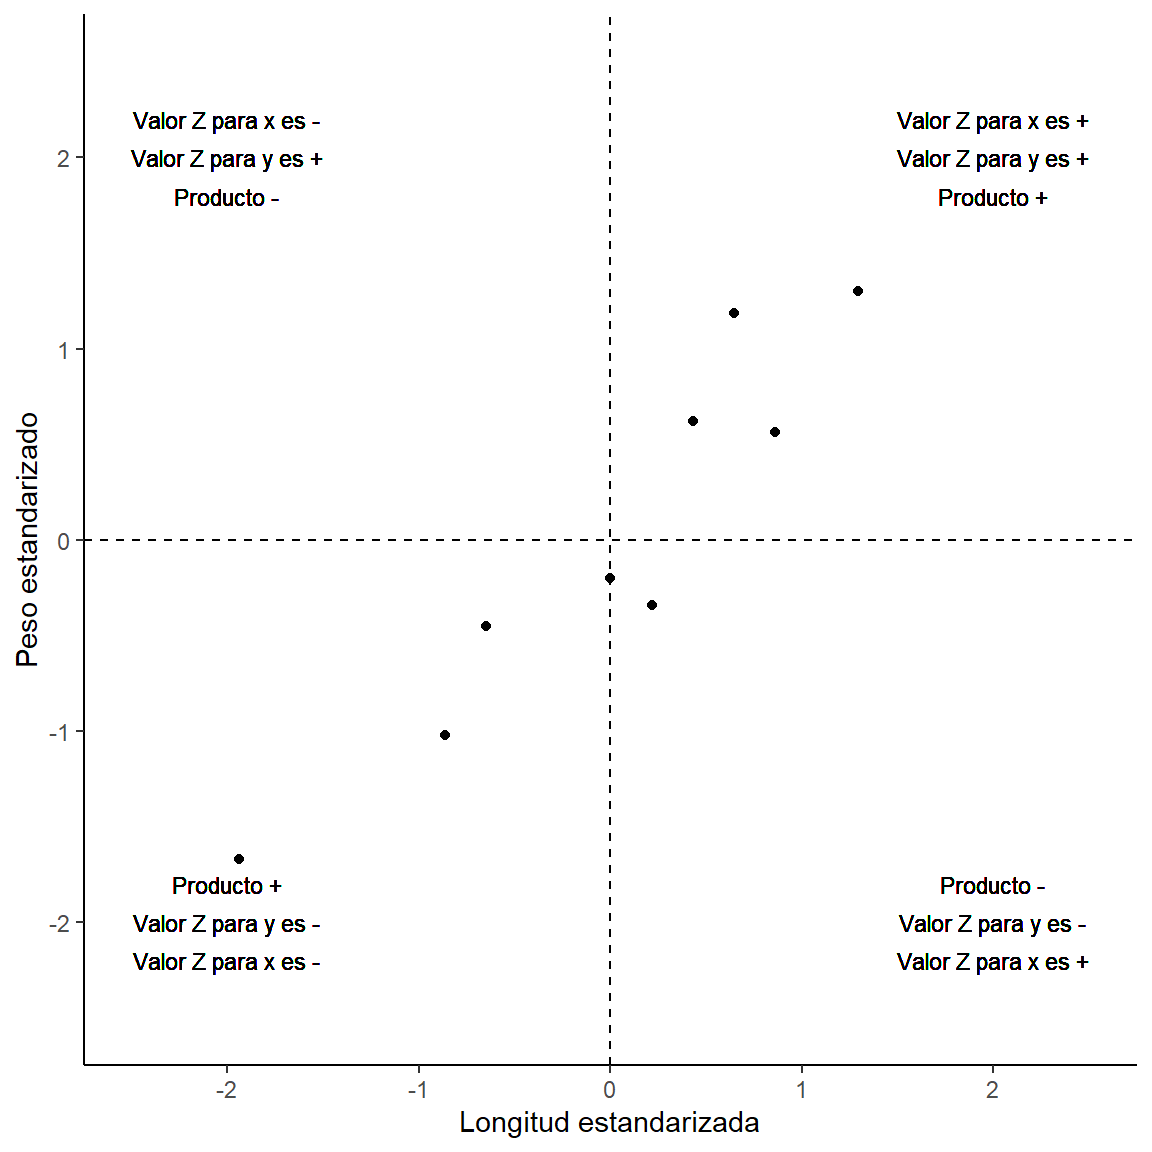 Valor Z para x es -
Valor Z para y es +
Producto -
Valor Z para x es +
Valor Z para y es +
Producto +
2
1
0
-1
-2
Peso estandarizado
Producto +
Valor Z para y es -
Valor Z para x es -
Producto -
Valor Z para y es -
Valor Z para x es +
-2
-1
0
1
2
Longitud estandarizada